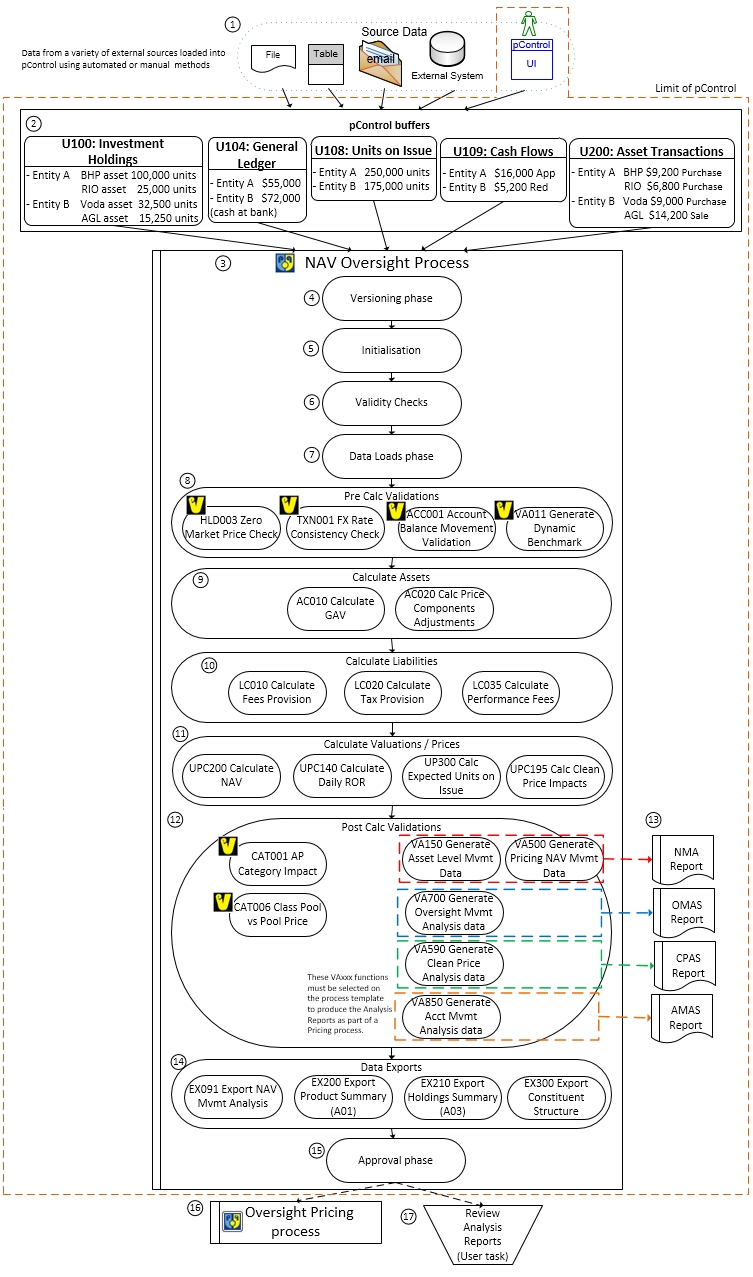 1
Source Data
Data from a variety of external sources loaded into
pControl using automated or manual  methods
File
Table
email
External System
pControl
UI
Limit of pControl
2
pControl buffers
U100: Investment
Holdings
- Entity A   BHP asset 100,000 units
RIO asset   25,000 units
- Entity B   Voda asset  32,500 units
AGL asset   15,250 units
U104: General
Ledger
- Entity A   $55,000
- Entity B   $72,000
(cash at bank)
U108: Units on Issue
- Entity A   250,000 units
- Entity B   175,000 units
U109: Cash Flows
- Entity A   $16,000 App
- Entity B   $5,200 Red
U200: Asset Transactions
- Entity A   BHP $9,200 Purchase
RIO  $6,800 Purchase
- Entity B   Voda $9,000 Purchase
AGL  $14,200 Sale
3
NAV Oversight Process
4
Versioning phase
5
Initialisation
6
Validity Checks
7
Data Loads phase
8
Pre Calc Validations
HLD003 Zero
Market Price Check
TXN001 FX Rate
Consistency Check
ACC001 Account
Balance Movement
Validation
VA011 Generate
Dynamic
Benchmark
9
Calculate Assets
AC010 Calculate
GAV
AC020 Calc Price
Components
Adjustments
10
Calculate Liabilities
LC010 Calculate
Fees Provision
LC020 Calculate
Tax Provision
LC035 Calculate
Performance Fees
11
Calculate Valuations / Prices
UPC200 Calculate
NAV
UPC140 Calculate
Daily ROR
UP300 Calc
Expected Units on
Issue
UPC195 Calc Clean
Price Impacts
12
Post Calc Validations
CAT001 AP
Category Impact
CAT006 Class Pool
vs Pool Price
VA150 Generate
Asset Level Mvmt
Data
VA500 Generate
Pricing NAV Mvmt
Data
VA700 Generate
Oversight Mvmt
Analysis data
VA590 Generate
Clean Price
Analysis data
VA850 Generate
Acct Mvmt
Analysis data
These VAxxx functions
must be selected on
the process template
to produce the Analysis
Reports as part of a
Pricing process.
13
NMA
Report
OMAS
Report
CPAS
Report
AMAS
Report
14
Data Exports
EX091 Export NAV
Mvmt Analysis
EX200 Export
Product Summary
(A01)
EX210 Export
Holdings Summary
(A03)
EX300 Export
Constituent
Structure
15
Approval phase
16
Oversight Pricing
process
17
Review
Analysis
Reports
(User task)